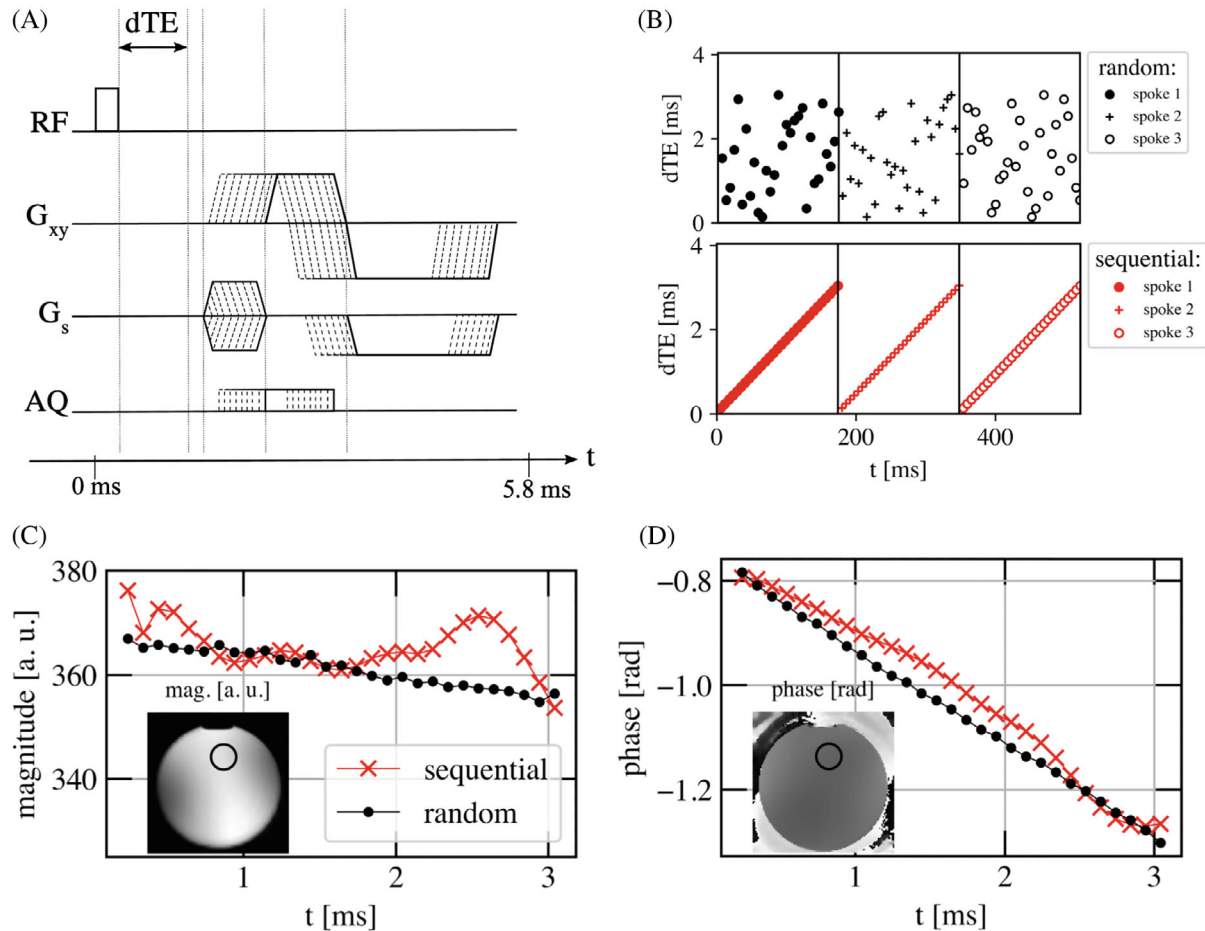 (A)
dTE
RF
G_xy
G_s
AQ
t
0 ms
5.8 ms
(B)
4
2
0
dTE [ms]
random:
spoke 1
spoke 2
spoke 3
4
2
0
dTE [ms]
sequential:
spoke 1
spoke 2
spoke 3
0
200
400
t [ms]
(C)
380
360
340
magnitude [a. u.]
mag. [a. u.]
sequential
random
1
2
3
t [ms]
(D)
−0.8
−1.0
−1.2
phase [rad]
phase [rad]
1
2
3
t [ms]